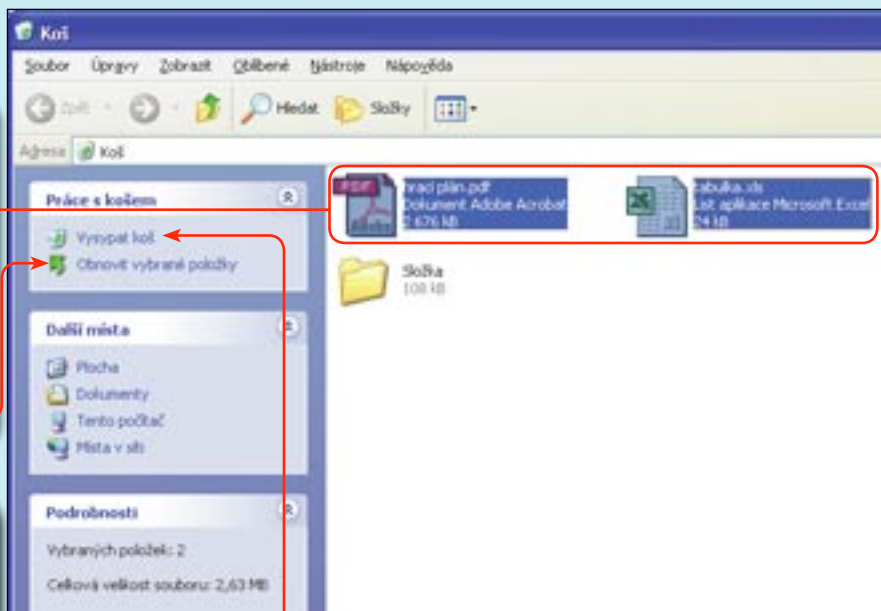 Koš
Soubor Úpravy Zobrazit Oblíbené Nástroje Nápověda
Zpět Hledat Složky
Adresa Koš
Práce s košem
Vysypat koš
Obnovit vybrané položky
Další místa
Plocha
Dokumenty
Tento počítač
Místa v síti
Podrobnosti
Vybraných položek: 2
Celková velikost souboru: 2,63 MB
PDF
Adobe
hrací plán.pdf
Dokument Adobe Acrobat
2 676 kB
tabulka.xls
List aplikace Microsoft Excel
24 kB
Složka
108 kB